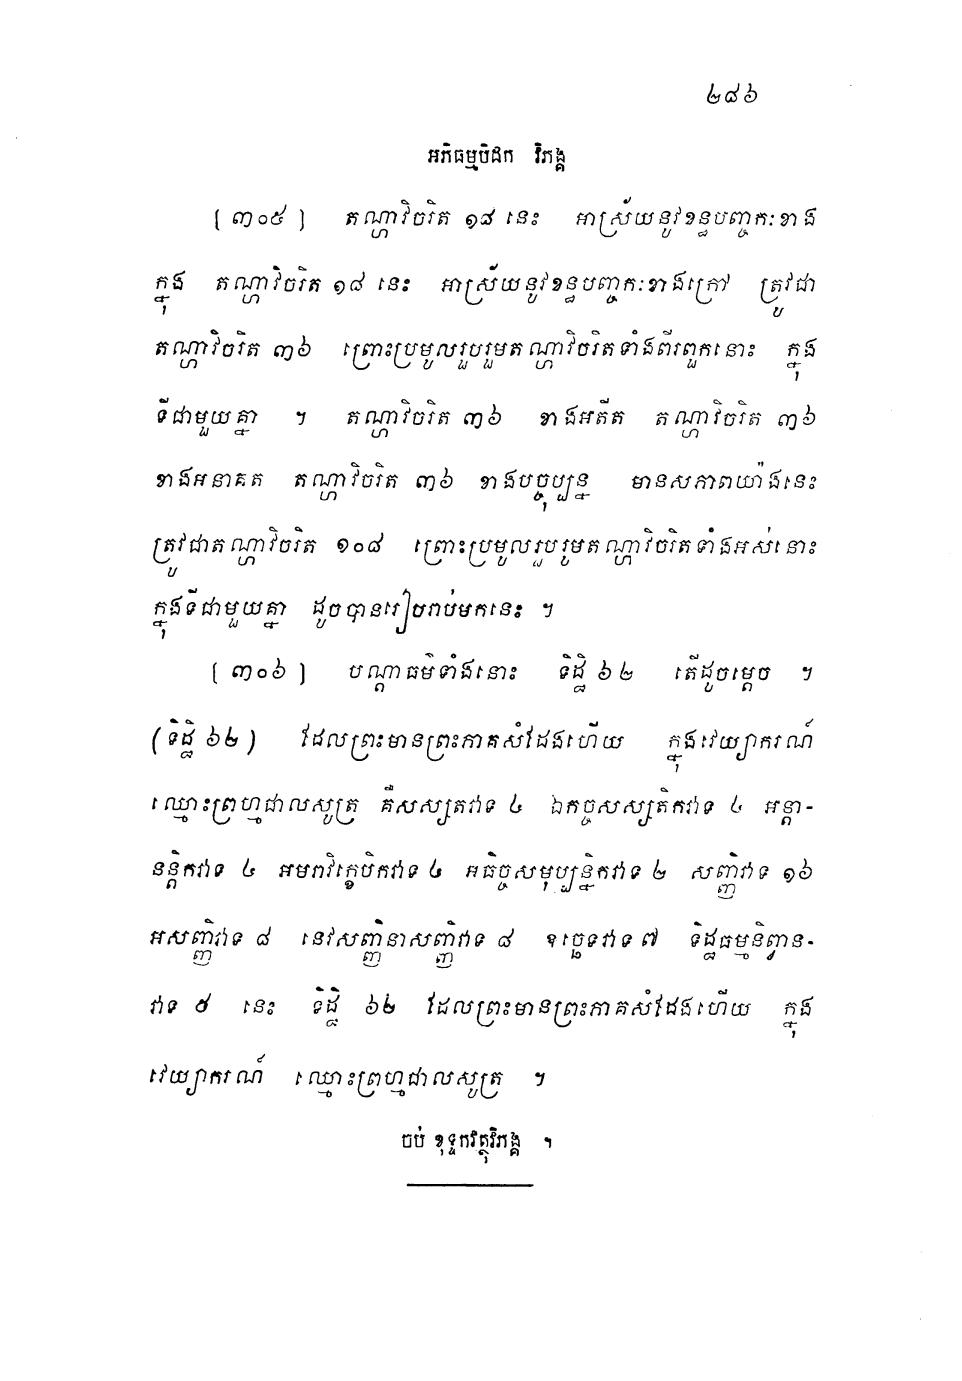 ២៨៦
អភិធម្មបិដក វិភង្គ
[ ៣០៥ ] តណ្ហាវិចរិត ១៨ នេះ អាស្រ័យនូវខន្ធបញ្ចកៈខាង
ក្នុង តណ្ហាវិចរិត ១៨ នេះ អាស្រ័យនូវខន្ធបញ្ចកៈខាងក្រៅ ត្រូវជា
តណ្ហាវិចរិត ៣៦ ព្រោះប្រមូលរួបរួមតណ្ហាវិចរិតទាំងពីរពួកនោះ ក្នុង
ទីជាមួយគ្នា ។ តណ្ហាវិចរិត ៣៦ ខាងអតីត តណ្ហាវិចរិត ៣៦
ខាងអនាគត តណ្ហាវិចរិត ៣៦ ខាងបច្ចុប្បន្ន មានសភាពយ៉ាងនេះ
ត្រូវជាតណ្ហាវិចរិត ១០៨ ព្រោះប្រមូលរួបរួមតណ្ហាវិចរិតទាំងអស់នោះ
ក្នុងទីជាមួយគ្នា ដូចបានរៀបរាប់មកនេះ ។
[ ៣០៦ ] បណ្តាធម៌ទាំងនោះ ទិដ្ឋិ ៦២ តើដូចម្តេច ។
(ទិដ្ឋិ ៦២) ដែលព្រះមានព្រះភាគសំដែងហើយ ក្នុងវេយ្យាករណ៍
ឈ្មោះព្រហ្មជាលសូត្រ គឺសស្សតវាទ ៤ ឯកច្ចសស្សតិកវាទ ៤ អន្តា-
នន្តិកវាទ ៤ អមរាវិក្ខេបិកវាទ ៤ អធិច្ចសមុប្បន្និកវាទ ២ សញ្ញិវាទ ១៦
អសញ្ញិវាទ ៨ នេវសញ្ញិនាសញ្ញិវាទ ៨ ឧច្ឆេទវាទ ៧ ទិដ្ឋធម្មនិព្វាន-
វាទ ៥ នេះ ទិដ្ឋិ ៦២ ដែលព្រះមានព្រះភាគសំដែងហើយ ក្នុង
វេយ្យាករណ៍ ឈ្មោះព្រហ្មជាលសូត្រ ។
ចប់ ខុទ្ទកវត្ថុវិភង្គ ។